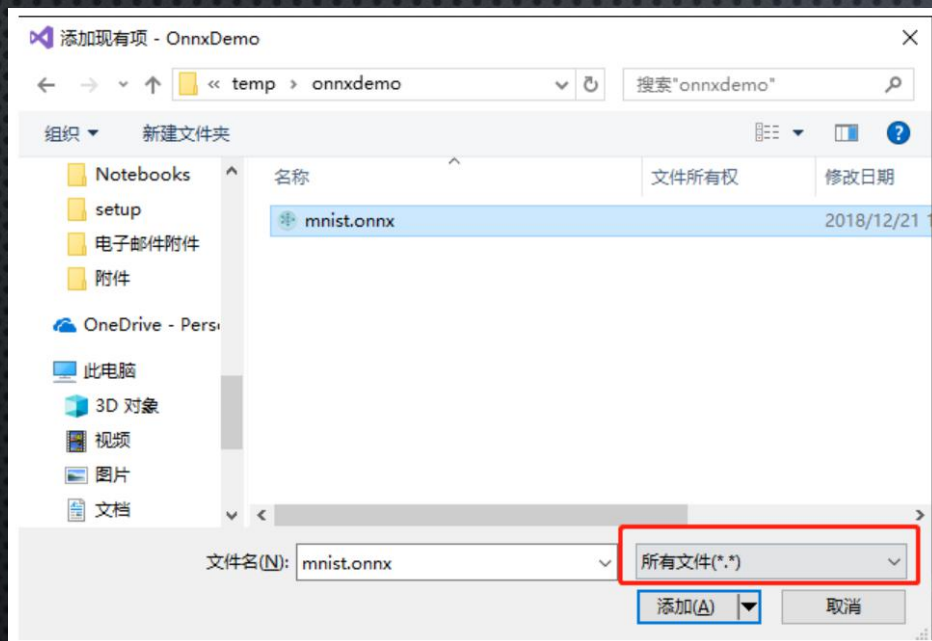 添加现有项 - OnnxDemo
« temp › onnxdemo
搜索"onnxdemo"
组织
新建文件夹
Notebooks
setup
电子邮件附件
附件
OneDrive - Pers
此电脑
3D 对象
视频
图片
文档
名称
文件所有权
修改日期
mnist.onnx
2018/12/21 1
文件名(N): mnist.onnx
所有文件(*.*)
添加(A)
取消